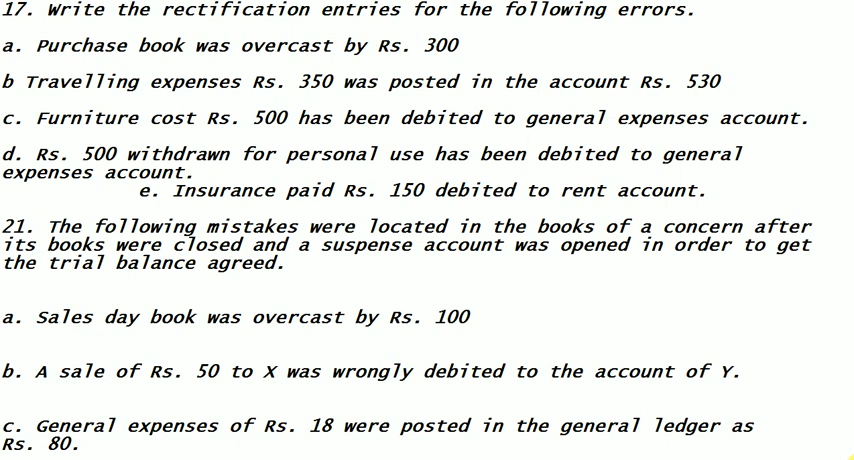 17. Write the rectification entries for the following errors.
a. Purchase book was overcast by Rs. 300
b Travelling expenses Rs. 350 was posted in the account Rs. 530
c. Furniture cost Rs. 500 has been debited to general expenses account.
d. Rs. 500 withdrawn for personal use has been debited to general
expenses account.
e. Insurance paid Rs. 150 debited to rent account.
21. The following mistakes were located in the books of a concern after
its books were closed and a suspense account was opened in order to get
the trial balance agreed.
a. Sales day book was overcast by Rs. 100
b. A sale of Rs. 50 to X was wrongly debited to the account of Y.
c. General expenses of Rs. 18 were posted in the general ledger as
Rs. 80.